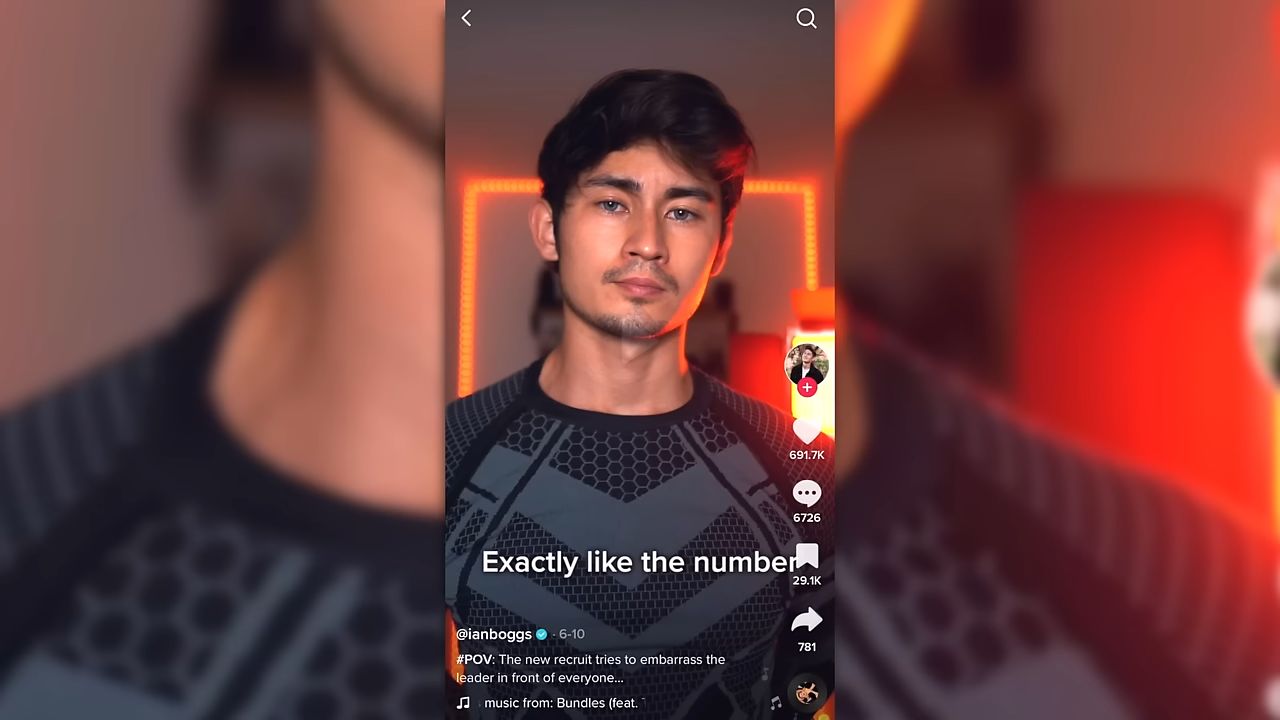 691.7K
6726
Exactly like the number
29.1K
@ianboggs · 6-10
781
#POV: The new recruit tries to embarrass the
leader in front of everyone...
music from: Bundles (feat.